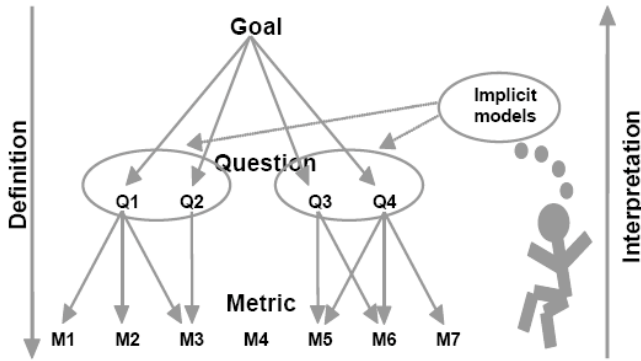 Goal
Implicit
models
Definition
Interpretation
Question
Q1 Q2 Q3 Q4
Metric
M1 M2 M3 M4 M5 M6 M7